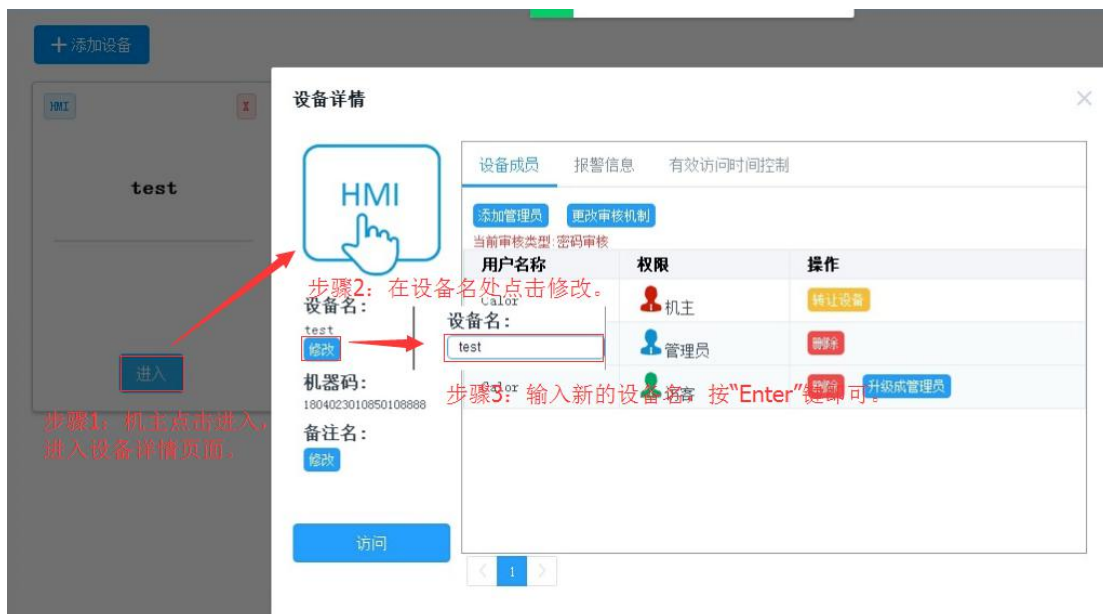 + 添加设备
HMI
X
test
进入
步骤1：机主点击进入，
进入设备详情页面。
设备详情
HMI
步骤2：在设备名处点击修改。
设备名：
test
修改
机器码：
1804023010850108888
备注名：
修改
访问
设备成员 报警信息 有效访问时间控制
添加管理员 更改审核机制
当前审核类型:密码审核
用户名称 权限 操作
Calor 机主 转让设备
设备名：
test
管理员 删除
步骤3：输入新的设备名，按“Enter”键即可。
Calor 访客 删除 升级成管理员
< 1 >